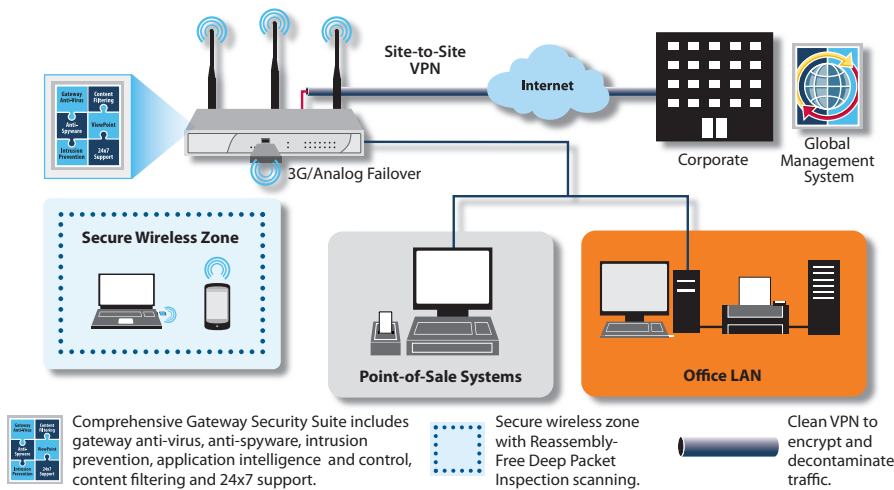 Site-to-Site
VPN
Internet
Gateway
Anti-Virus
Content
Filtering
Anti-
Spyware
ViewPoint
Intrusion
Prevention
24x7
Support
3G/Analog Failover
Corporate
Global
Management
System
Secure Wireless Zone
Point-of-Sale Systems
Office LAN
Gateway
Anti-Virus
Content
Filtering
Anti-
Spyware
ViewPoint
Intrusion
Prevention
24x7
Support
Comprehensive Gateway Security Suite includes
gateway anti-virus, anti-spyware, intrusion
prevention, application intelligence and control,
content filtering and 24x7 support.
Secure wireless zone
with Reassembly-
Free Deep Packet
Inspection scanning.
Clean VPN to
encrypt and
decontaminate
traffic.